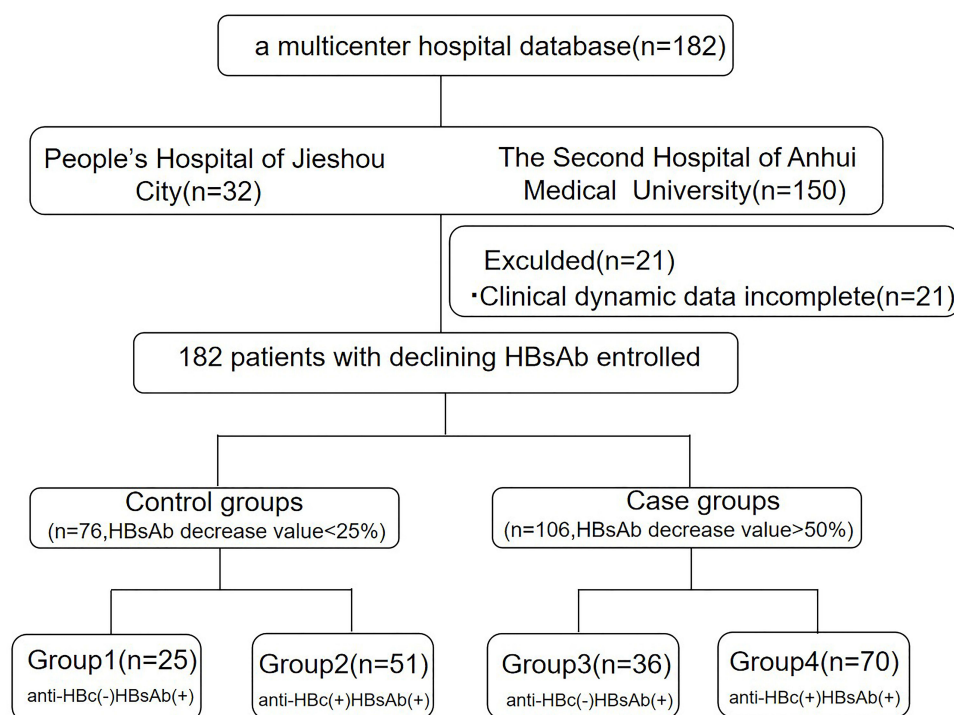 a multicenter hospital database(n=182)
People’s Hospital of Jieshou
City(n=32)
The Second Hospital of Anhui
Medical University(n=150)
Exculded(n=21)
·Clinical dynamic data incomplete(n=21)
182 patients with declining HBsAb entrolled
Control groups
(n=76,HBsAb decrease value<25%)
Case groups
(n=106,HBsAb decrease value>50%)
Group1(n=25)
anti-HBc(-)HBsAb(+)
Group2(n=51)
anti-HBc(+)HBsAb(+)
Group3(n=36)
anti-HBc(-)HBsAb(+)
Group4(n=70)
anti-HBc(+)HBsAb(+)